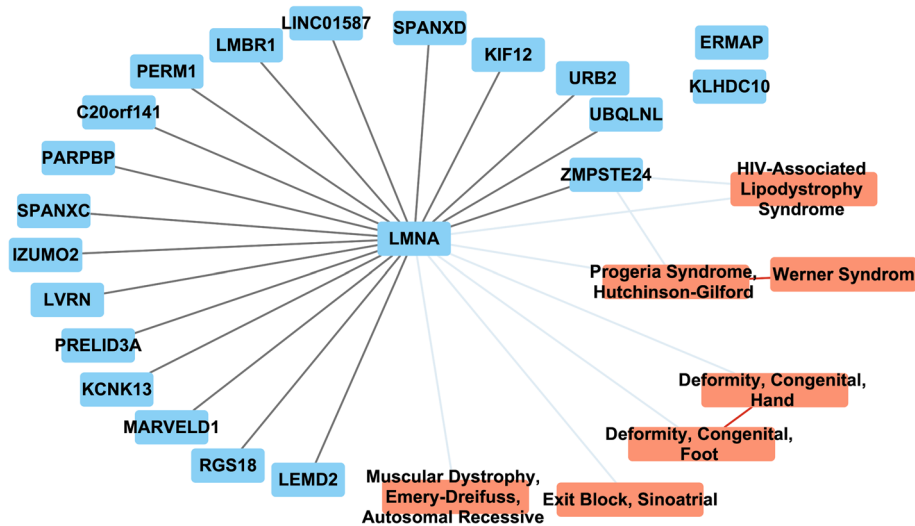 LINC01587
SPANXD
LMBR1
KIF12
ERMAP
PERM1
URB2
KLHDC10
C20orf141
UBQLNL
PARPBP
ZMPSTE24
HIV-Associated
Lipodystrophy
Syndrome
SPANXC
LMNA
IZUMO2
Progeria Syndrome,
Hutchinson-Gilford
Werner Syndrom
LVRN
PRELID3A
KCNK13
Deformity, Congenital,
Hand
MARVELD1
Deformity, Congenital,
Foot
RGS18
LEMD2
Muscular Dystrophy,
Emery-Dreifuss,
Autosomal Recessive
Exit Block, Sinoatrial